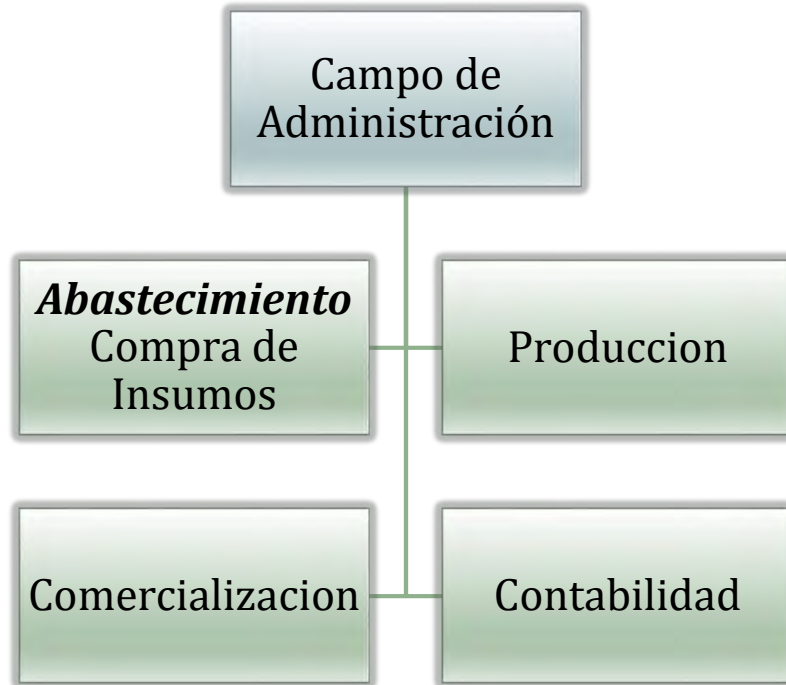 Campo de
Administración
Abastecimiento
Compra de
Insumos
Produccion
Comercializacion
Contabilidad